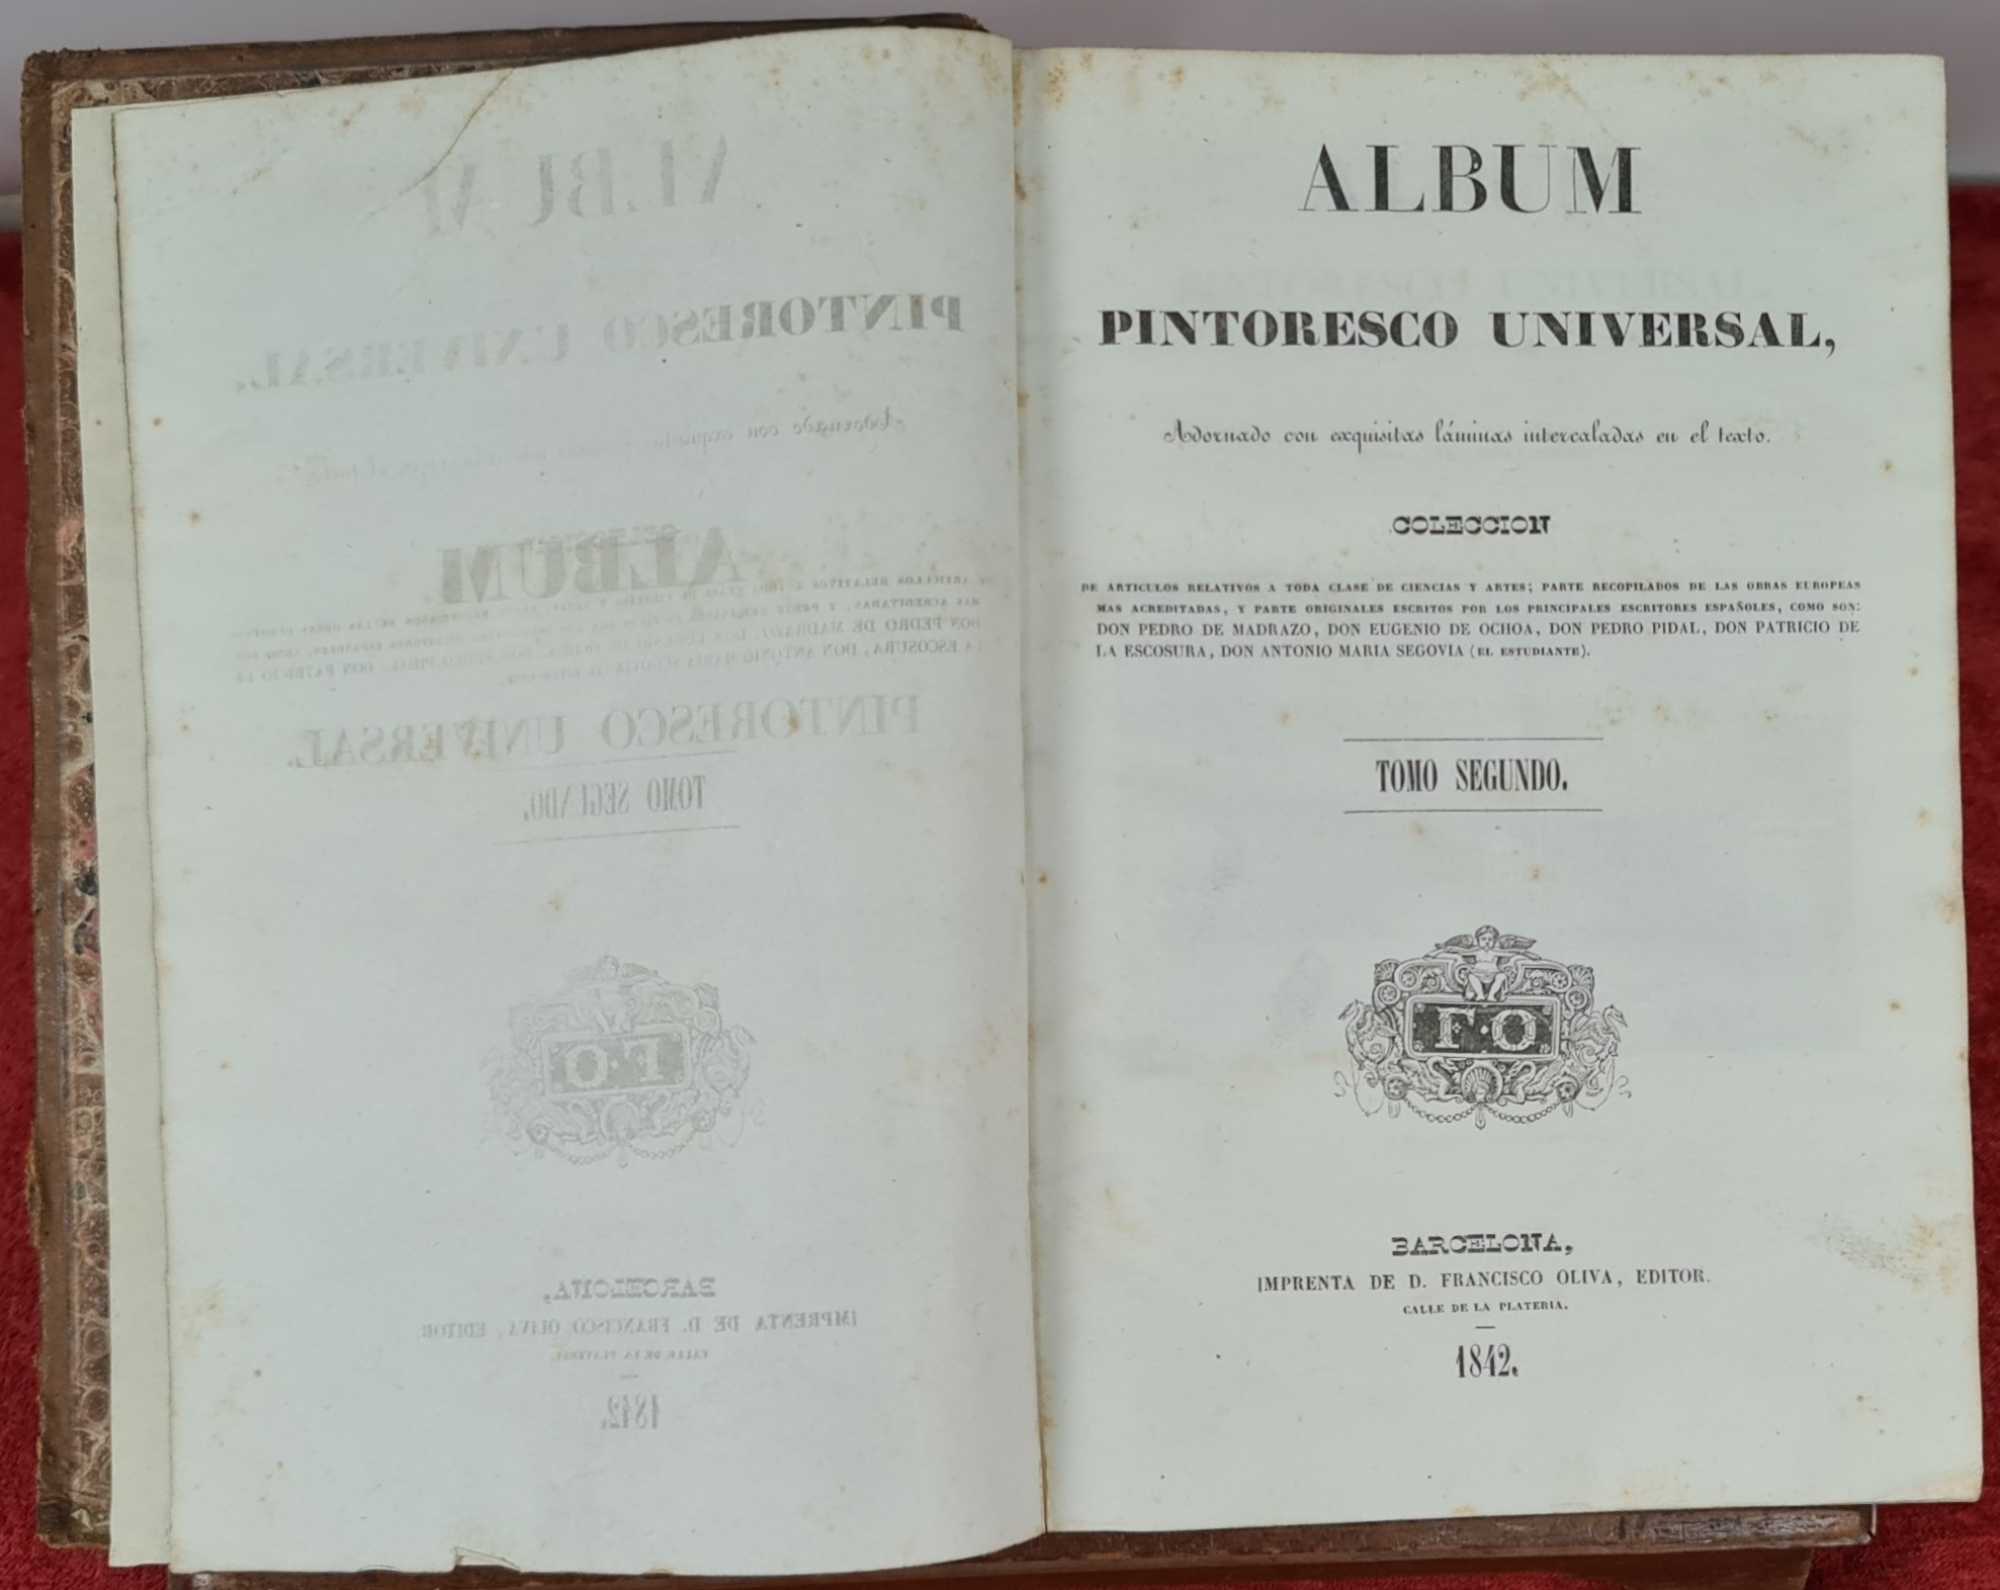 ALBUM
PINTORESCO UNIVERSAL,
Adornado con exquisitas láminas intercaladas en el texto.
COLECCION
DE ARTICULOS RELATIVOS A TODA CLASE DE CIENCIAS Y ARTES; PARTE RECOPILADOS DE LAS OBRAS EUROPEAS
MAS ACREDITADAS, Y PARTE ORIGINALES ESCRITOS POR LOS PRINCIPALES ESCRITORES ESPAÑOLES, COMO SON:
DON PEDRO DE MADRAZO, DON EUGENIO DE OCHOA, DON PEDRO PIDAL, DON PATRICIO DE
LA ESCOSURA, DON ANTONIO MARIA SEGOVIA (EL ESTUDIANTE).
TOMO SEGUNDO.
F·O
BARCELONA,
IMPRENTA DE D. FRANCISCO OLIVA, EDITOR.
CALLE DE LA PLATERIA.
1842.